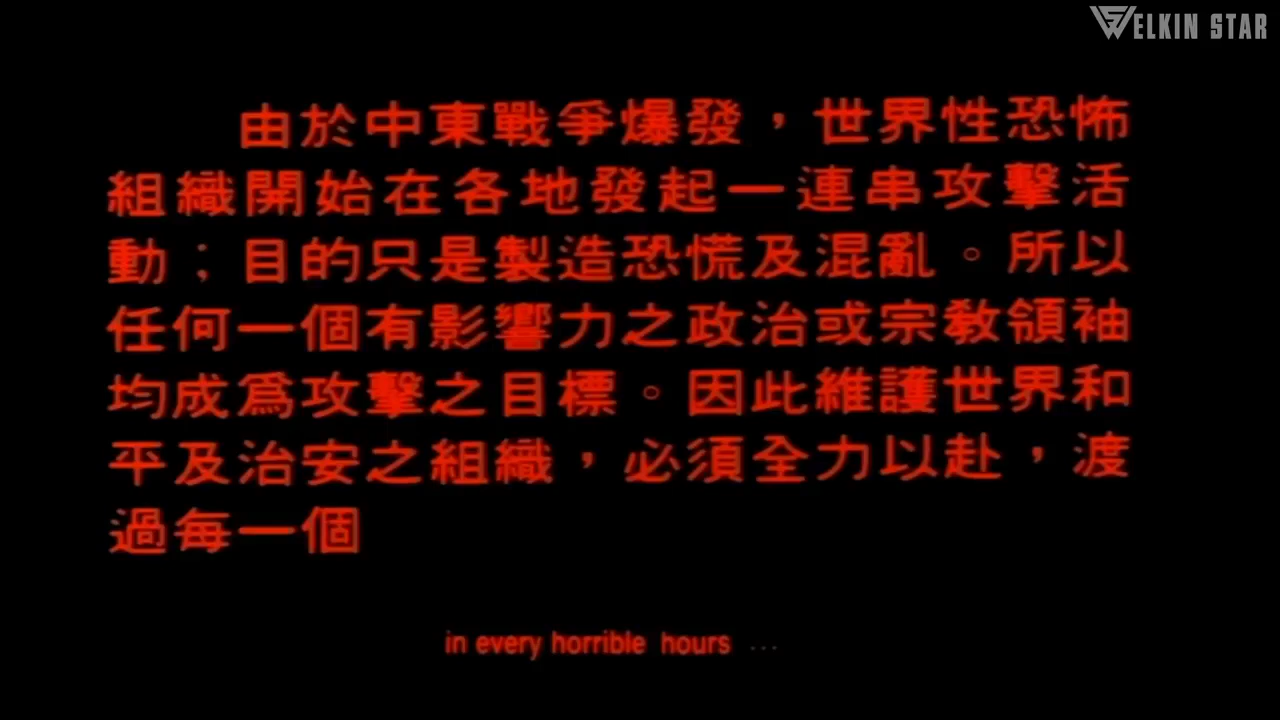 WELKIN STAR
由於中東戰爭爆發，世界性恐怖
組織開始在各地發起一連串攻擊活
動；目的只是製造恐慌及混亂。所以
任何一個有影響力之政治或宗教領袖
均成為攻擊之目標。因此維護世界和
平及治安之組織，必須全力以赴，渡
過每一個
in every horrible hours ...